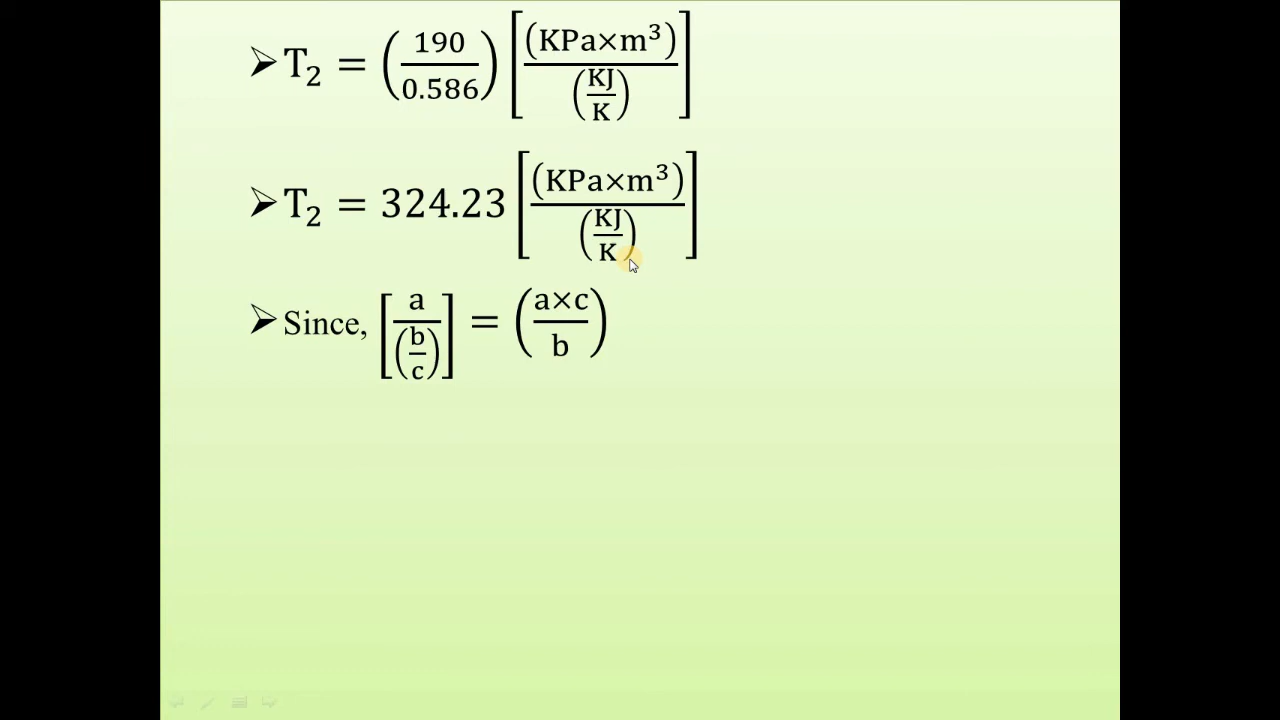 ➢ T₂ = (190/0.586) [(KPa×m³)/(KJ/K)]
➢ T₂ = 324.23 [(KPa×m³)/(KJ/K)]
➢ Since, [a/(b/c)] = (a×c/b)